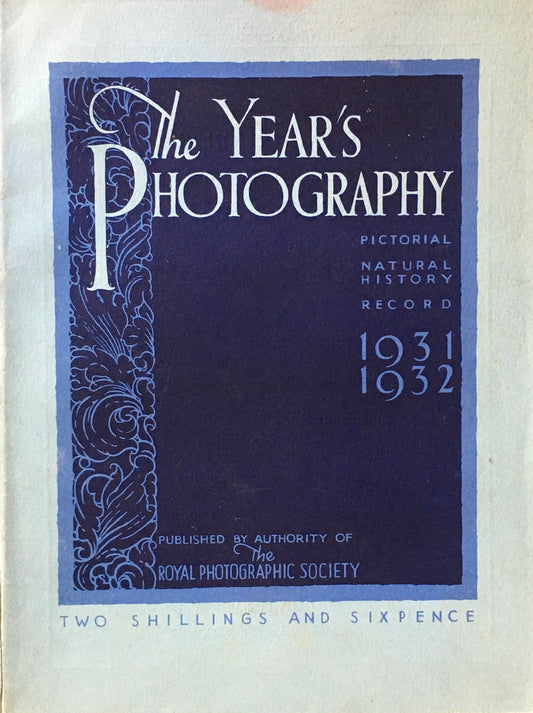 The YEAR'S
PHOTOGRAPHY
PICTORIAL
NATURAL
HISTORY
RECORD
1931
1932
PUBLISHED BY AUTHORITY OF
The
ROYAL PHOTOGRAPHIC SOCIETY
TWO SHILLINGS AND SIXPENCE